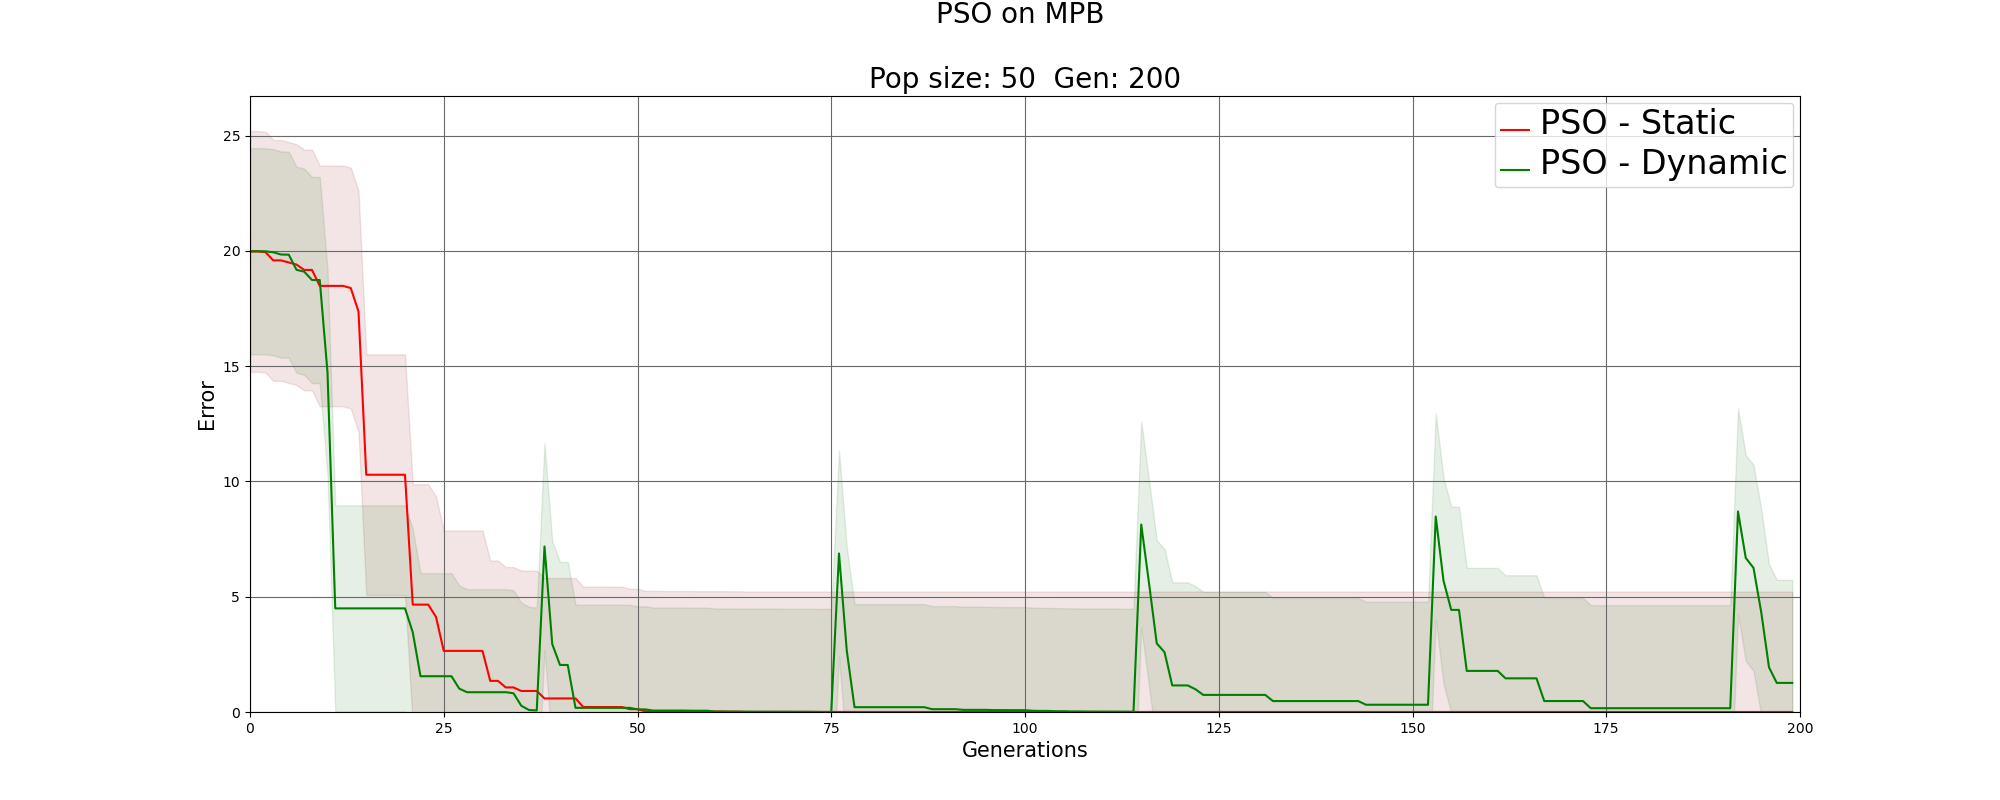 PSO on MPB
Pop size: 50  Gen: 200
PSO - Static
PSO - Dynamic
Error
25
20
15
10
5
0
0 25 50 75 100 125 150 175 200
Generations